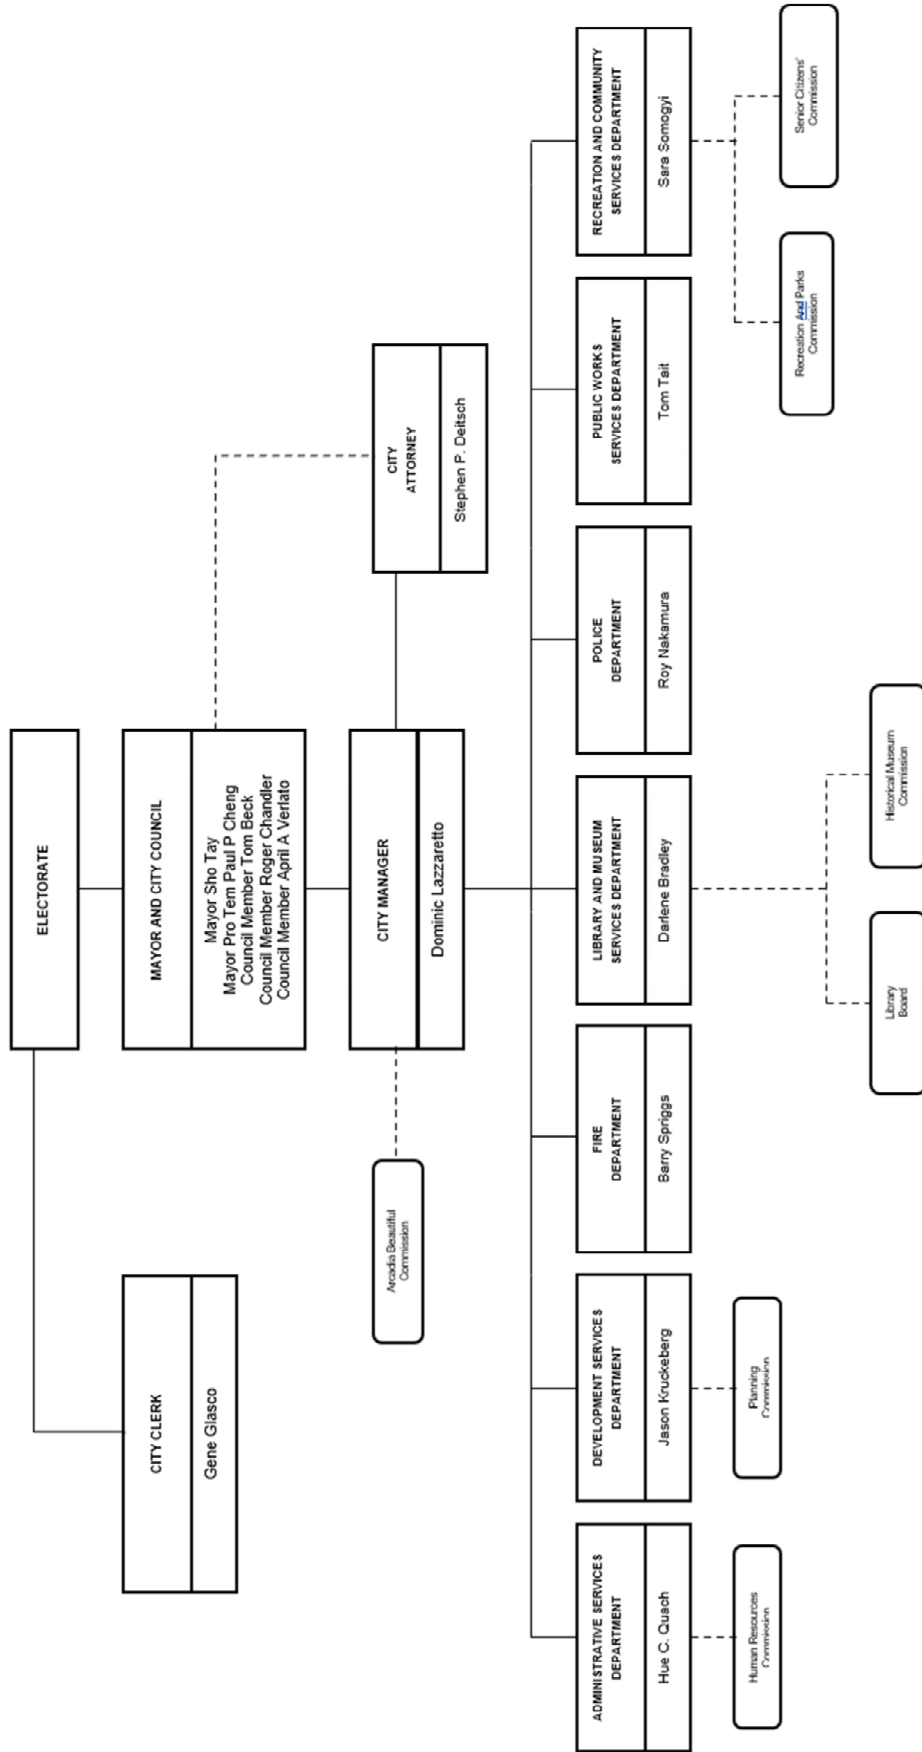 ELECTORATE
CITY CLERK
Gene Glasco
MAYOR AND CITY COUNCIL
Mayor Sho Tay
Mayor Pro Tem Paul P Cheng
Council Member Tom Beck
Council Member Roger Chandler
Council Member April A Verlato
Arcadia Beautiful
Commission
CITY MANAGER
Dominic Lazzaretto
CITY
ATTORNEY
Stephen P. Deitsch
ADMINISTRATIVE SERVICES
DEPARTMENT
Hue C. Quach
DEVELOPMENT SERVICES
DEPARTMENT
Jason Kruckeberg
FIRE
DEPARTMENT
Barry Spriggs
LIBRARY AND MUSEUM
SERVICES DEPARTMENT
Darlene Bradley
POLICE
DEPARTMENT
Roy Nakamura
PUBLIC WORKS
SERVICES DEPARTMENT
Tom Tait
RECREATION AND COMMUNITY
SERVICES DEPARTMENT
Sara Somogyi
Human Resources
Commission
Planning
Commission
Library
Board
Historical Museum
Commission
Recreation And Parks
Commission
Senior Citizens'
Commission